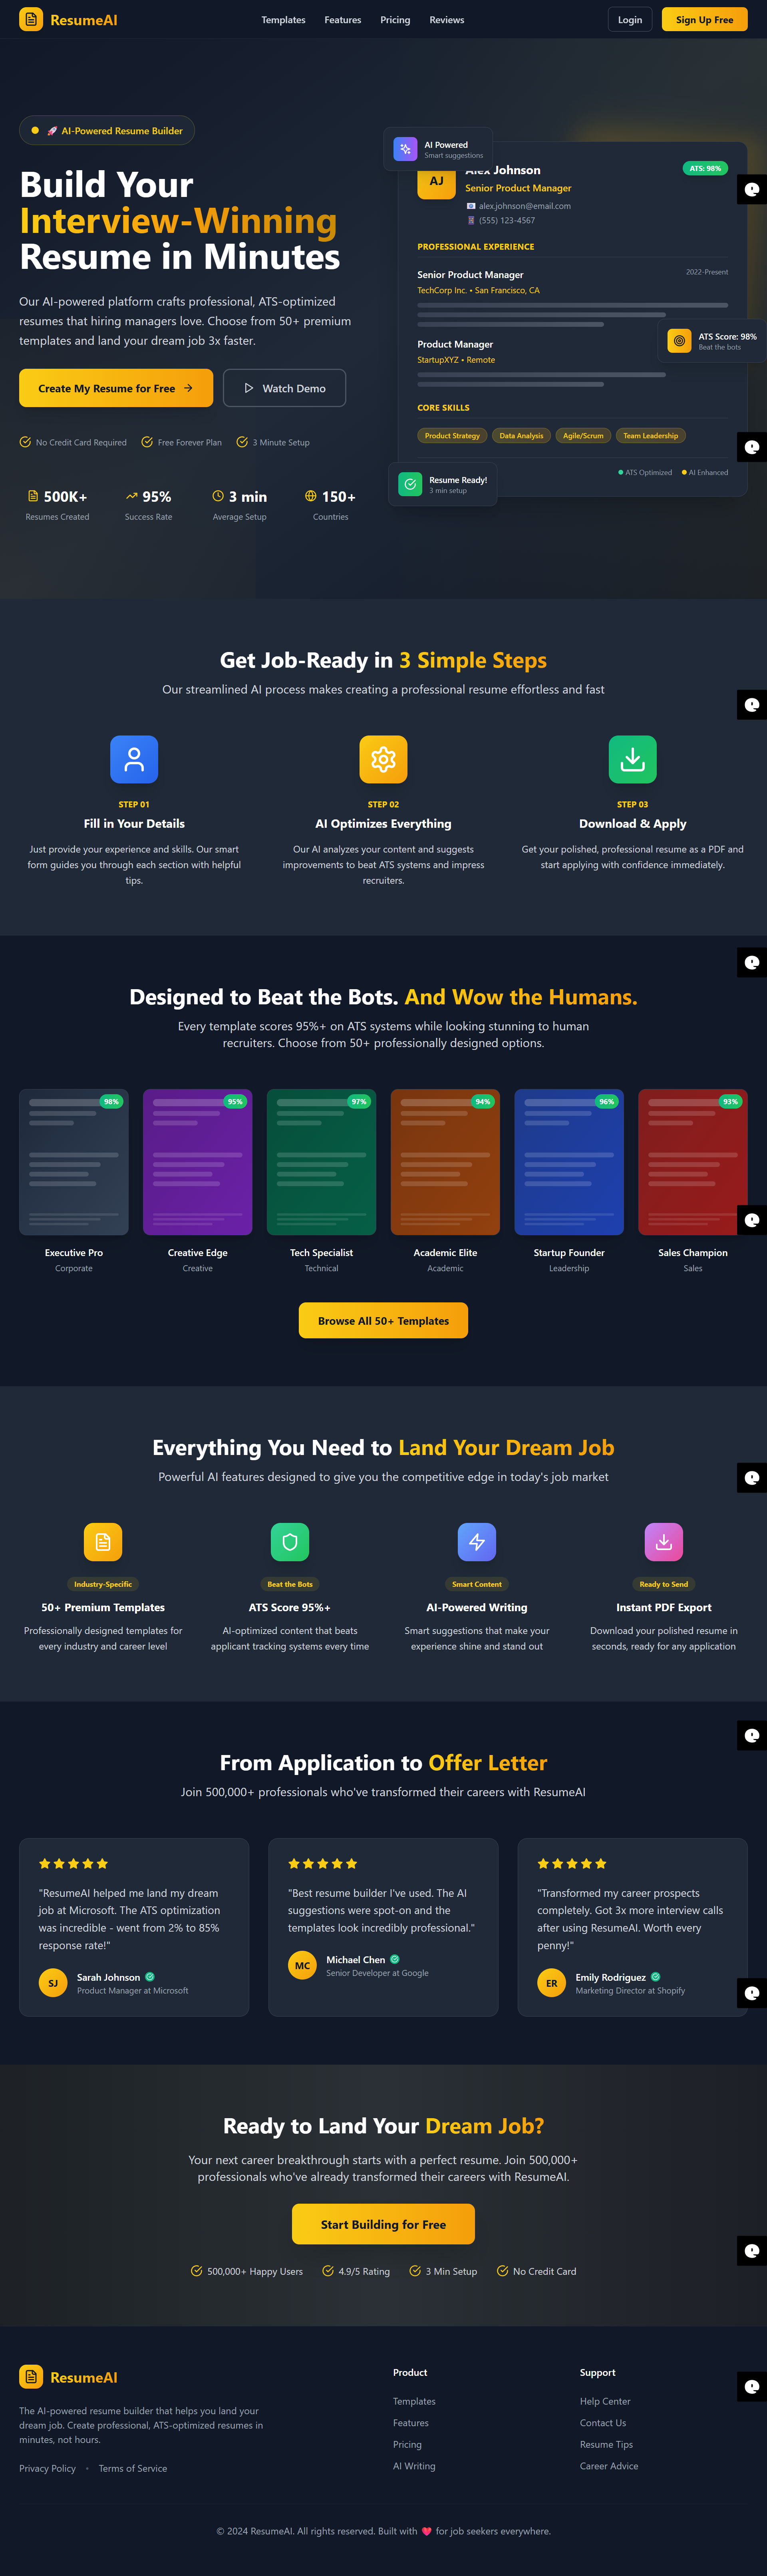 ResumeAI
Templates
Features
Pricing
Reviews
Login
Sign Up Free
🚀 AI-Powered Resume Builder
Build Your
Interview-Winning
Resume in Minutes
Our AI-powered platform crafts professional, ATS-optimized
resumes that hiring managers love. Choose from 50+ premium
templates and land your dream job 3x faster.
Create My Resume for Free →
Watch Demo
No Credit Card Required
Free Forever Plan
3 Minute Setup
500K+
Resumes Created
95%
Success Rate
3 min
Average Setup
150+
Countries
AI Powered
Smart suggestions
AJ
Alex Johnson
ATS: 98%
Senior Product Manager
📧 alex.johnson@email.com
📱 (555) 123-4567
PROFESSIONAL EXPERIENCE
Senior Product Manager
2022-Present
TechCorp Inc. • San Francisco, CA
ATS Score: 98%
Beat the bots
Product Manager
StartupXYZ • Remote
CORE SKILLS
Product Strategy
Data Analysis
Agile/Scrum
Team Leadership
ATS Optimized
AI Enhanced
Resume Ready!
3 min setup
Get Job-Ready in 3 Simple Steps
Our streamlined AI process makes creating a professional resume effortless and fast
STEP 01
Fill in Your Details
Just provide your experience and skills. Our smart
form guides you through each section with helpful
tips.
STEP 02
AI Optimizes Everything
Our AI analyzes your content and suggests
improvements to beat ATS systems and impress
recruiters.
STEP 03
Download & Apply
Get your polished, professional resume as a PDF and
start applying with confidence immediately.
Designed to Beat the Bots. And Wow the Humans.
Every template scores 95%+ on ATS systems while looking stunning to human
recruiters. Choose from 50+ professionally designed options.
98%
Executive Pro
Corporate
95%
Creative Edge
Creative
97%
Tech Specialist
Technical
94%
Academic Elite
Academic
96%
Startup Founder
Leadership
93%
Sales Champion
Sales
Browse All 50+ Templates
Everything You Need to Land Your Dream Job
Powerful AI features designed to give you the competitive edge in today's job market
Industry-Specific
50+ Premium Templates
Professionally designed templates for
every industry and career level
Beat the Bots
ATS Score 95%+
AI-optimized content that beats
applicant tracking systems every time
Smart Content
AI-Powered Writing
Smart suggestions that make your
experience shine and stand out
Ready to Send
Instant PDF Export
Download your polished resume in
seconds, ready for any application
From Application to Offer Letter
Join 500,000+ professionals who've transformed their careers with ResumeAI
"ResumeAI helped me land my dream
job at Microsoft. The ATS optimization
was incredible - went from 2% to 85%
response rate!"
SJ
Sarah Johnson
Product Manager at Microsoft
"Best resume builder I've used. The AI
suggestions were spot-on and the
templates look incredibly professional."
MC
Michael Chen
Senior Developer at Google
"Transformed my career prospects
completely. Got 3x more interview calls
after using ResumeAI. Worth every
penny!"
ER
Emily Rodriguez
Marketing Director at Shopify
Ready to Land Your Dream Job?
Your next career breakthrough starts with a perfect resume. Join 500,000+
professionals who've already transformed their careers with ResumeAI.
Start Building for Free
500,000+ Happy Users
4.9/5 Rating
3 Min Setup
No Credit Card
ResumeAI
The AI-powered resume builder that helps you land your
dream job. Create professional, ATS-optimized resumes in
minutes, not hours.
Privacy Policy • Terms of Service
Product
Templates
Features
Pricing
AI Writing
Support
Help Center
Contact Us
Resume Tips
Career Advice
© 2024 ResumeAI. All rights reserved. Built with ❤️ for job seekers everywhere.